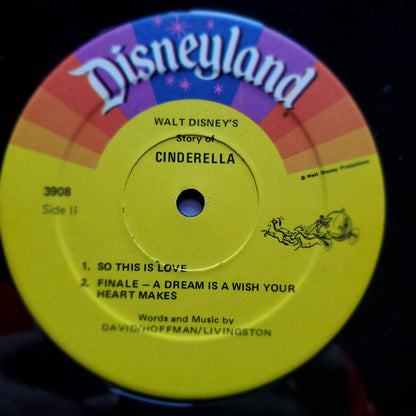 Disneyland
WALT DISNEY'S
Story of
CINDERELLA
© Walt Disney Productions
3908
Side II
1. SO THIS IS LOVE
2. FINALE – A DREAM IS A WISH YOUR
HEART MAKES
Words and Music by
DAVID/HOFFMAN/LIVINGSTON